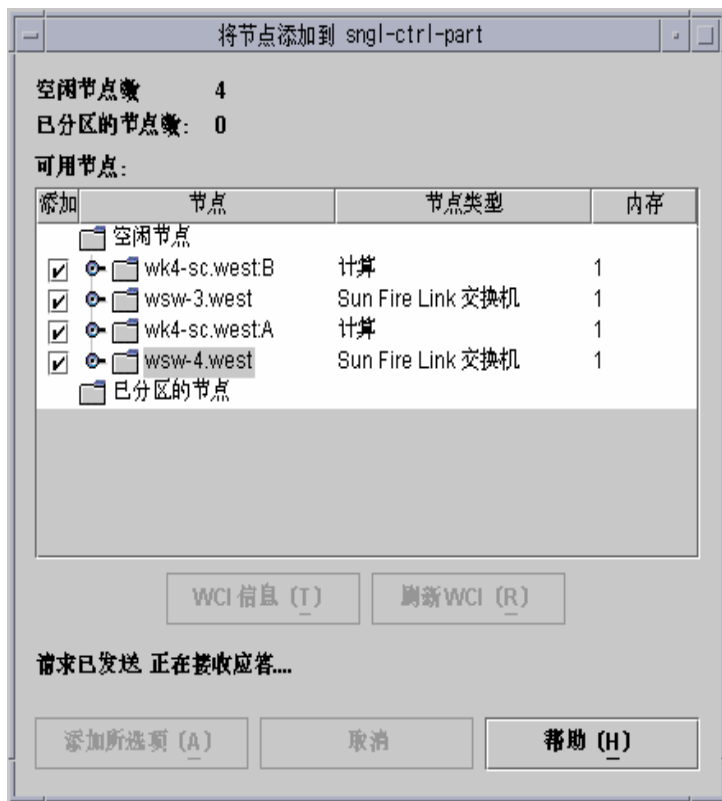 将节点添加到 sngl-ctrl-part
空闲节点数 4
已分区的节点数: 0
可用节点:
添加 节点 节点类型 内存
空闲节点
wk4-sc.west:B 计算 1
wsw-3.west Sun Fire Link 交换机 1
wk4-sc.west:A 计算 1
wsw-4.west Sun Fire Link 交换机 1
已分区的节点
WCI 信息 (T) 刷新WCI (R)
请求已发送 正在接收应答....
添加所选项 (A) 取消 帮助 (H)